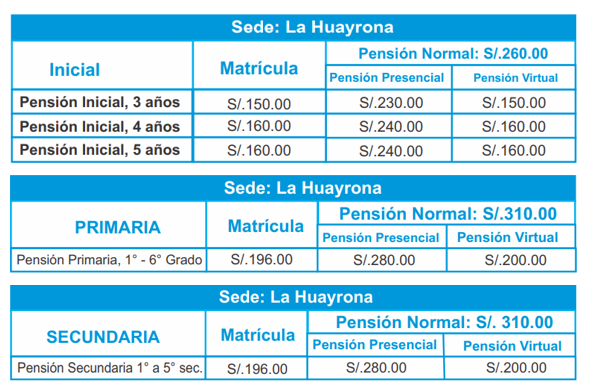 Sede: La Huayrona
Inicial Matrícula Pensión Normal: S/.260.00
Pensión Presencial Pensión Virtual
Pensión Inicial, 3 años S/.150.00 S/.230.00 S/.150.00
Pensión Inicial, 4 años S/.160.00 S/.240.00 S/.160.00
Pensión Inicial, 5 años S/.160.00 S/.240.00 S/.160.00
Sede: La Huayrona
PRIMARIA Matrícula Pensión Normal: S/.310.00
Pensión Presencial Pensión Virtual
Pensión Primaria, 1° - 6° Grado S/.196.00 S/.280.00 S/.200.00
Sede: La Huayrona
SECUNDARIA Matrícula Pensión Normal: S/. 310.00
Pensión Presencial Pensión Virtual
Pensión Secundaria 1° a 5° sec. S/.196.00 S/.280.00 S/.200.00